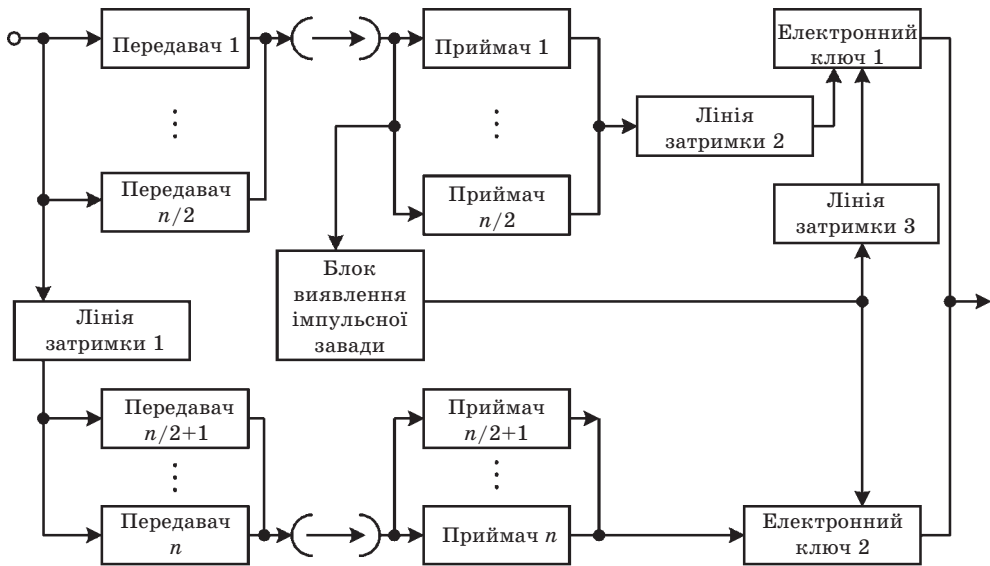 Передавач 1
Приймач 1
Електронний
ключ 1
Лінія
затримки 2
Передавач
n/2
Приймач
n/2
Лінія
затримки 3
Блок
виявлення
імпульсної
завади
Лінія
затримки 1
Передавач
n/2+1
Приймач
n/2+1
Передавач
n
Приймач n
Електронний
ключ 2